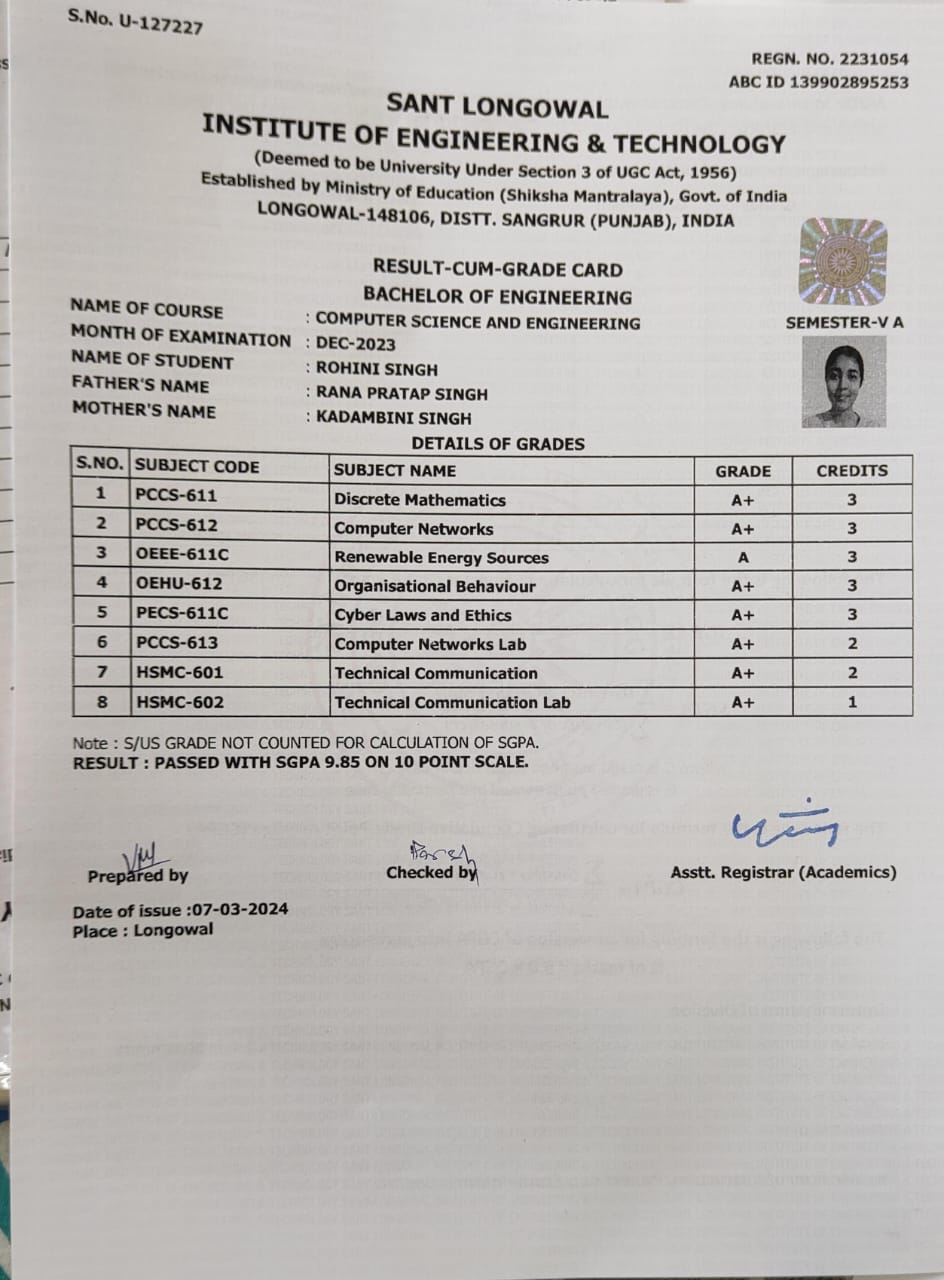 S.No. U-127227
REGN. NO. 2231054
ABC ID 139902895253
SANT LONGOWAL
INSTITUTE OF ENGINEERING & TECHNOLOGY
(Deemed to be University Under Section 3 of UGC Act, 1956)
Established by Ministry of Education (Shiksha Mantralaya), Govt. of India
LONGOWAL-148106, DISTT. SANGRUR (PUNJAB), INDIA
RESULT-CUM-GRADE CARD
BACHELOR OF ENGINEERING
NAME OF COURSE : COMPUTER SCIENCE AND ENGINEERING
SEMESTER-V A
MONTH OF EXAMINATION : DEC-2023
NAME OF STUDENT : ROHINI SINGH
FATHER'S NAME : RANA PRATAP SINGH
MOTHER'S NAME : KADAMBINI SINGH
DETAILS OF GRADES
S.NO. SUBJECT CODE SUBJECT NAME GRADE CREDITS
1 PCCS-611 Discrete Mathematics A+ 3
2 PCCS-612 Computer Networks A+ 3
3 OEEE-611C Renewable Energy Sources A 3
4 OEHU-612 Organisational Behaviour A+ 3
5 PECS-611C Cyber Laws and Ethics A+ 3
6 PCCS-613 Computer Networks Lab A+ 2
7 HSMC-601 Technical Communication A+ 2
8 HSMC-602 Technical Communication Lab A+ 1
Note : S/US GRADE NOT COUNTED FOR CALCULATION OF SGPA.
RESULT : PASSED WITH SGPA 9.85 ON 10 POINT SCALE.
Prepared by Checked by Asstt. Registrar (Academics)
Date of issue :07-03-2024
Place : Longowal